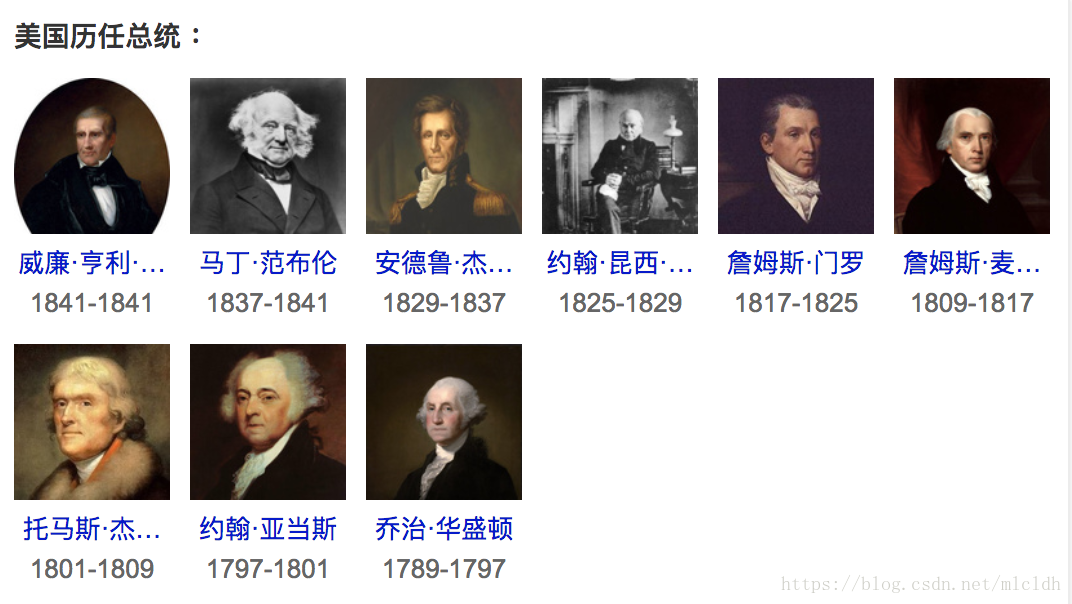 美国历任总统：
威廉·亨利·... 马丁·范布伦 安德鲁·杰... 约翰·昆西·... 詹姆斯·门罗 詹姆斯·麦...
1841-1841 1837-1841 1829-1837 1825-1829 1817-1825 1809-1817
托马斯·杰... 约翰·亚当斯 乔治·华盛顿
1801-1809 1797-1801 1789-1797
https://blog.csdn.net/mlcldh